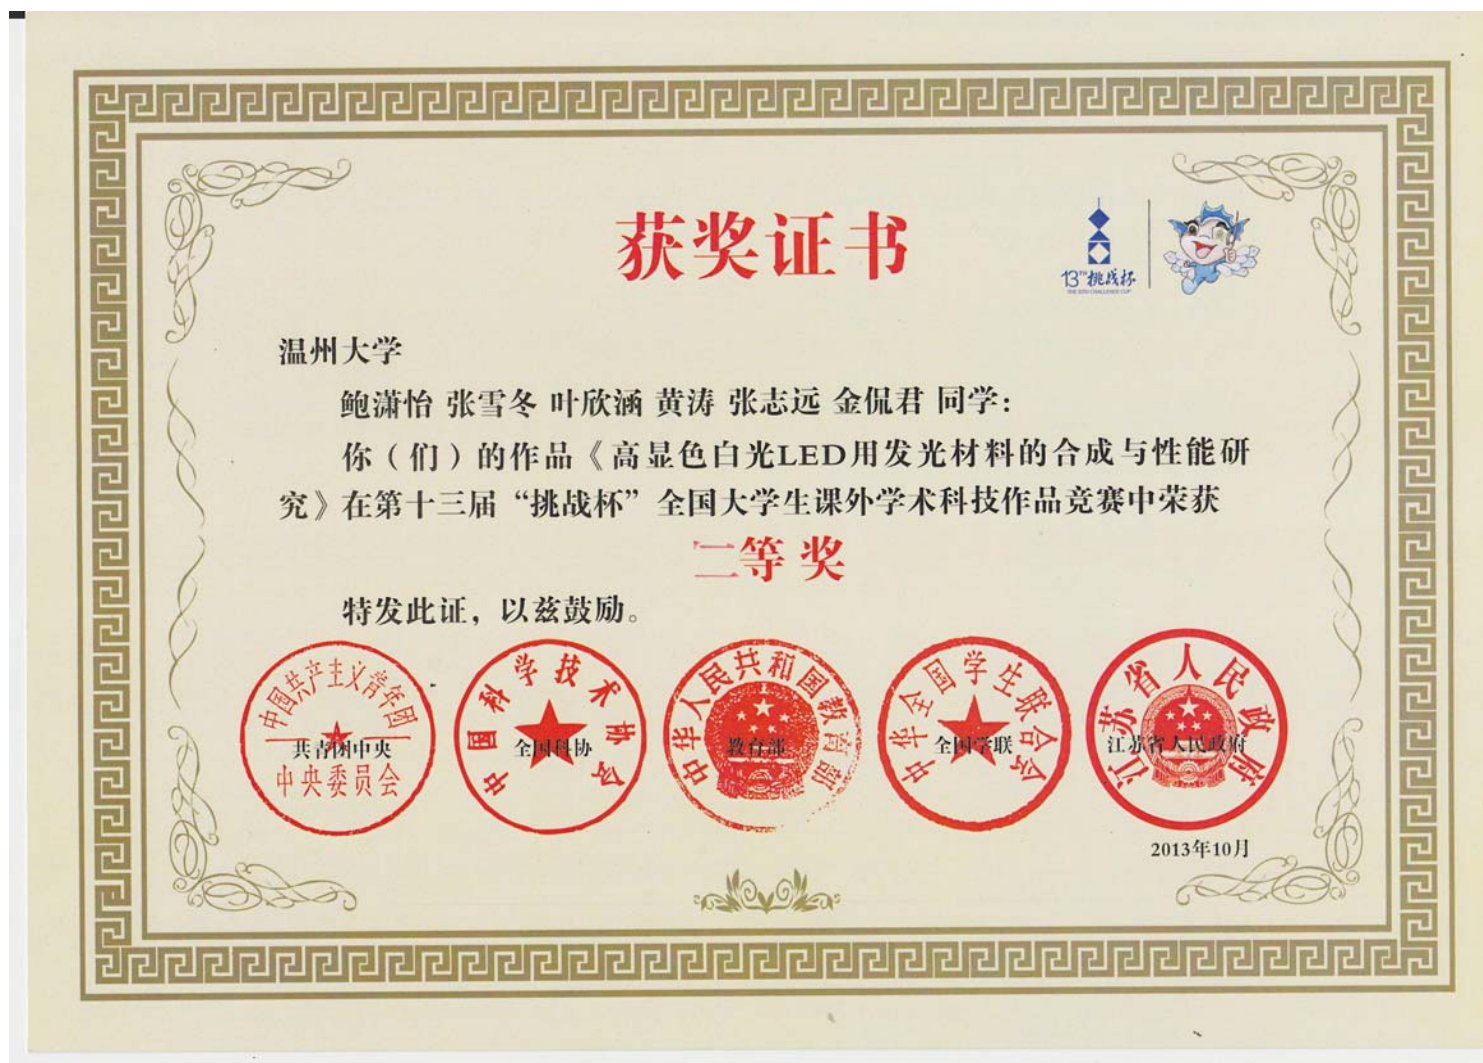 获奖证书
13TH挑战杯
温州大学
鲍潇怡 张雪冬 叶欣涵 黄涛 张志远 金侃君 同学:
你（们）的作品《高显色白光LED用发光材料的合成与性能研
究》在第十三届“挑战杯”全国大学生课外学术科技作品竞赛中荣获
二等奖
特发此证，以兹鼓励。
中国共产主义青年团
共青团中央
中央委员会
中国科学技术协会
全国科协
中华人民共和国教育部
教育部
中华全国学生联合会
全国学联
江苏省人民政府
江苏省人民政府
2013年10月